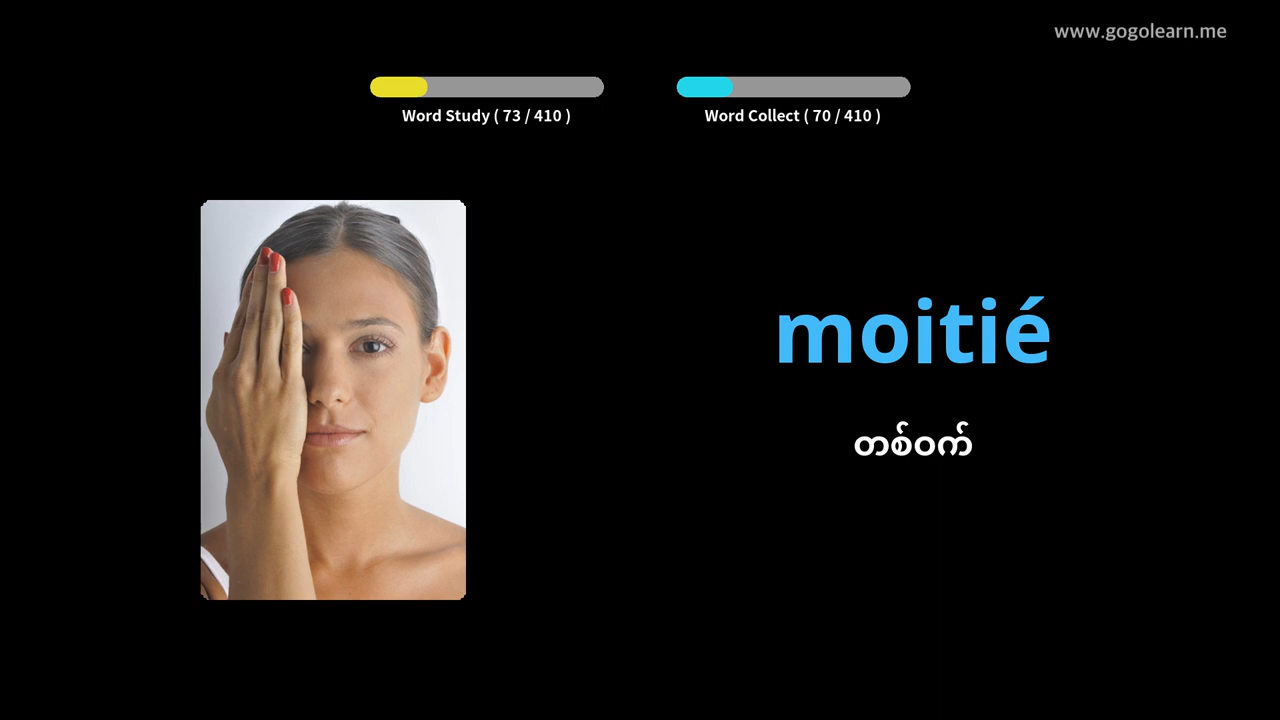 www.gogolearn.me
Word Study ( 73 / 410 )
Word Collect ( 70 / 410 )
moitié
တစ်ဝက်